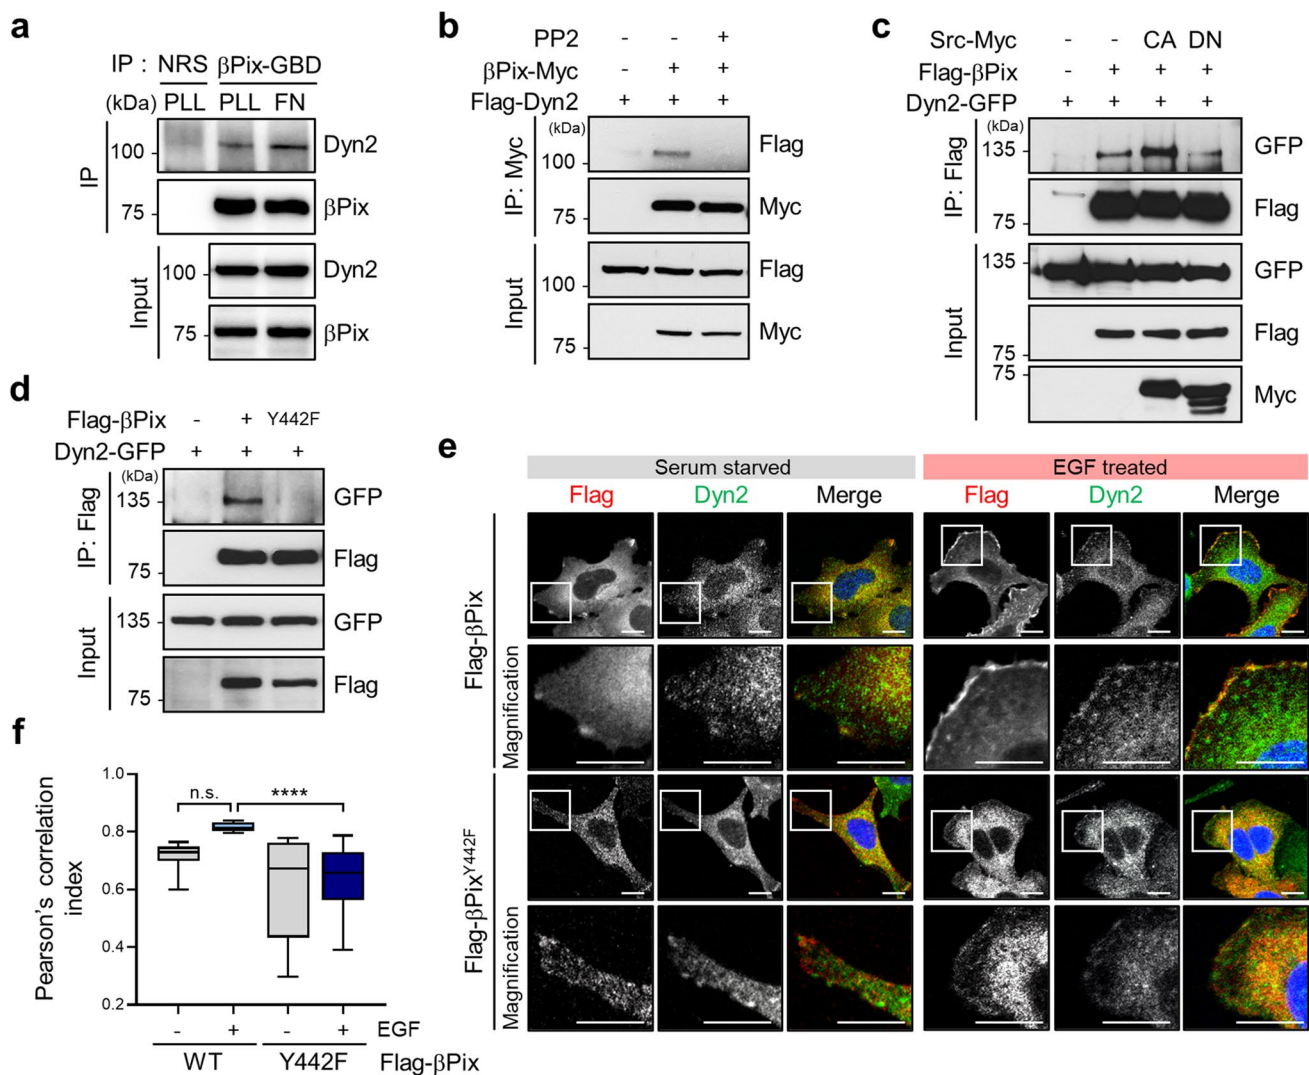 a
IP : NRS βPix-GBD
(kDa) PLL PLL FN
IP
100 Dyn2
75 βPix
Input
100 Dyn2
75 βPix
b
PP2 - - +
βPix-Myc - + +
Flag-Dyn2 + + +
(kDa)
IP: Myc
100 Flag
75 Myc
Input
100 Flag
75 Myc
c
Src-Myc - - CA DN
Flag-βPix - + + +
Dyn2-GFP + + + +
(kDa)
IP: Flag
135 GFP
75 Flag
Input
135 GFP
75 Flag
75 Myc
d
Flag-βPix - + Y442F
Dyn2-GFP + + +
(kDa)
IP: Flag
135 GFP
75 Flag
Input
135 GFP
75 Flag
e
Serum starved EGF treated
Flag Dyn2 Merge Flag Dyn2 Merge
Flag-βPix
Magnification
Flag-βPixY442F
Magnification
f
Pearson's correlation
index
1.0
0.8
0.6
0.4
0.2
n.s. ****
- + - + EGF
WT Y442F Flag-βPix